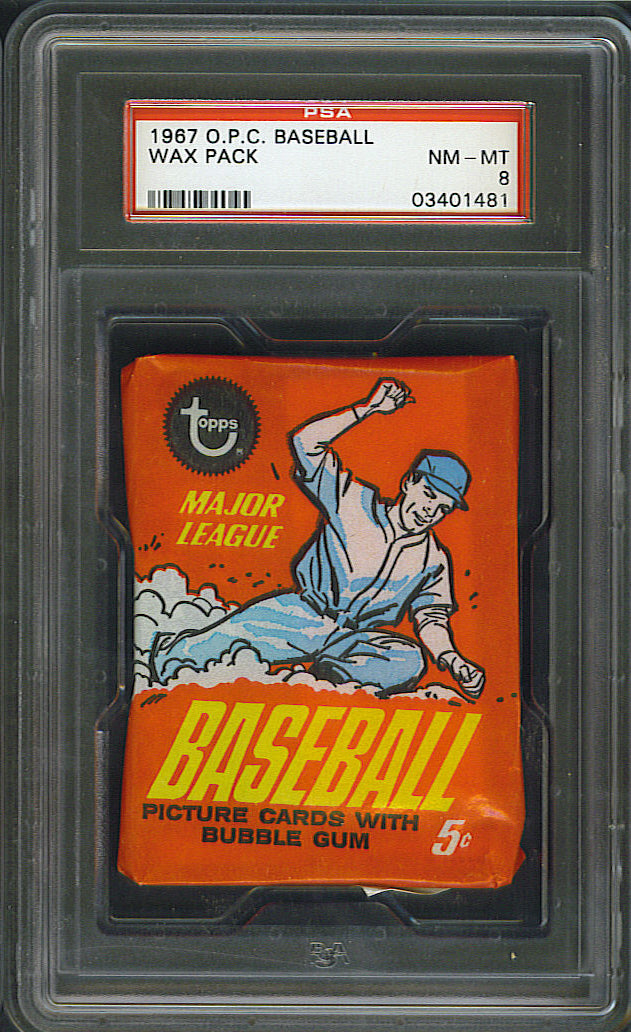 PSA
1967 O.P.C. BASEBALL
WAX PACK NM-MT
8
03401481
topps
MAJOR
LEAGUE
BASEBALL
PICTURE CARDS WITH
BUBBLE GUM 5¢
PSA